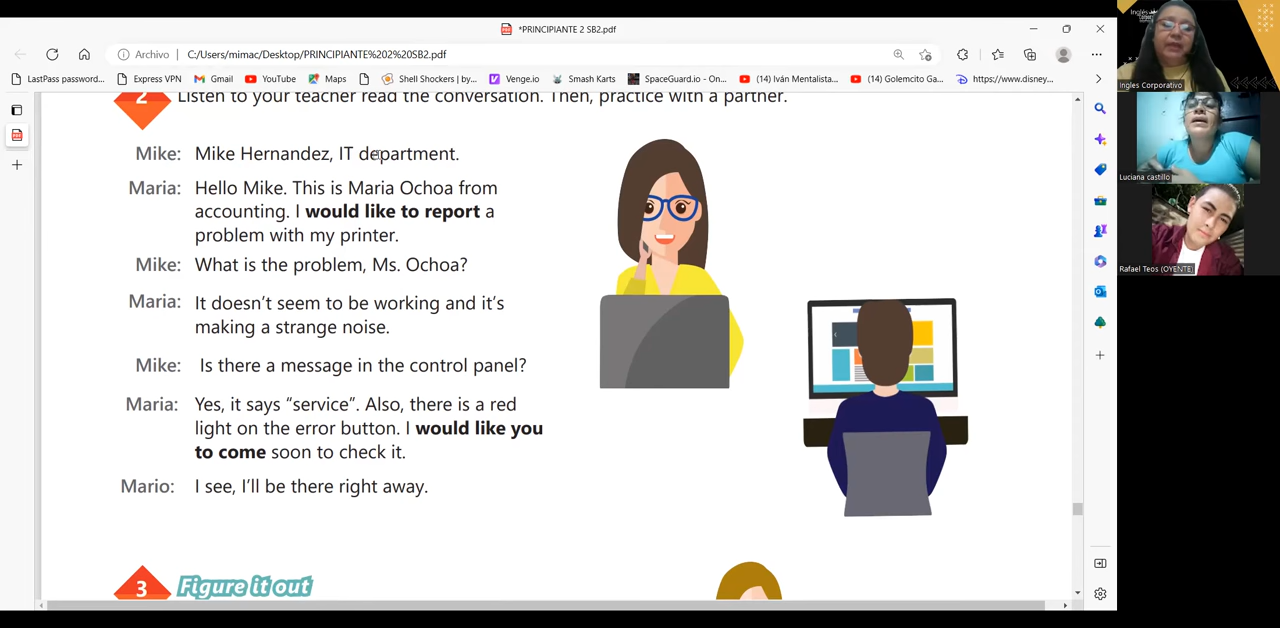 *PRINCIPIANTE 2 SB2.pdf
Archivo | C:/Users/mimac/Desktop/PRINCIPIANTE%202%20SB2.pdf
LastPass password... Express VPN Gmail YouTube Maps Shell Shockers | by... Venge.io Smash Karts SpaceGuard.io - On... (14) Iván Mentalista... (14) Golemcito Ga... https://www.disney...
2 Listen to your teacher read the conversation. Then, practice with a partner.
Mike: Mike Hernandez, IT department.
Maria: Hello Mike. This is Maria Ochoa from
accounting. I would like to report a
problem with my printer.
Mike: What is the problem, Ms. Ochoa?
Maria: It doesn't seem to be working and it's
making a strange noise.
Mike: Is there a message in the control panel?
Maria: Yes, it says “service”. Also, there is a red
light on the error button. I would like you
to come soon to check it.
Mario: I see, I'll be there right away.
3 Figure it out
Inglés
Ingles Corporativo
Luciana castillo
Rafael Teos (OYENTE)